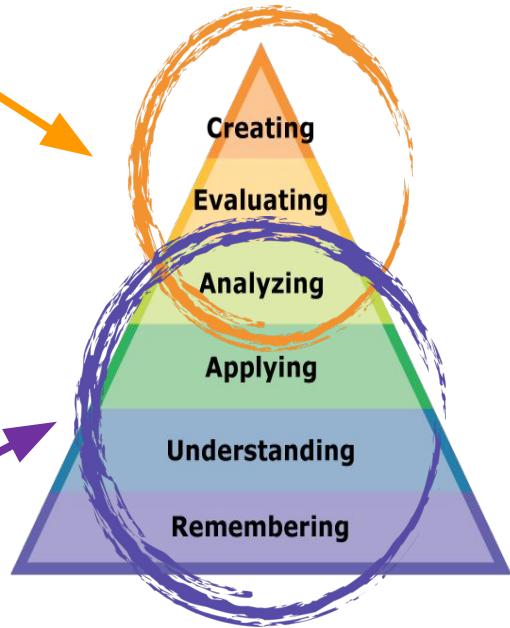 Creating
Evaluating
Analyzing
Applying
Understanding
Remembering